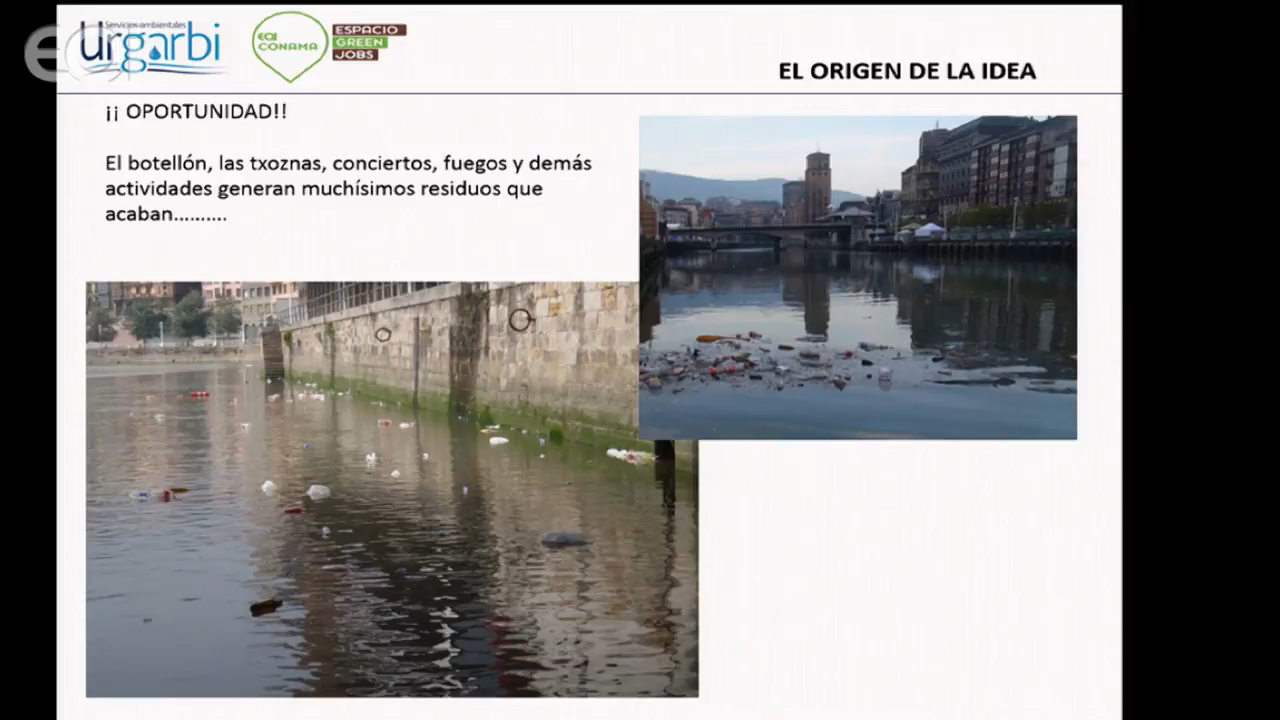 Servicios ambientales
urgarbi
eoi
CONAMA
ESPACIO
GREEN
JOBS
EL ORIGEN DE LA IDEA
¡¡ OPORTUNIDAD!!
El botellón, las txoznas, conciertos, fuegos y demás
actividades generan muchísimos residuos que
acaban..........